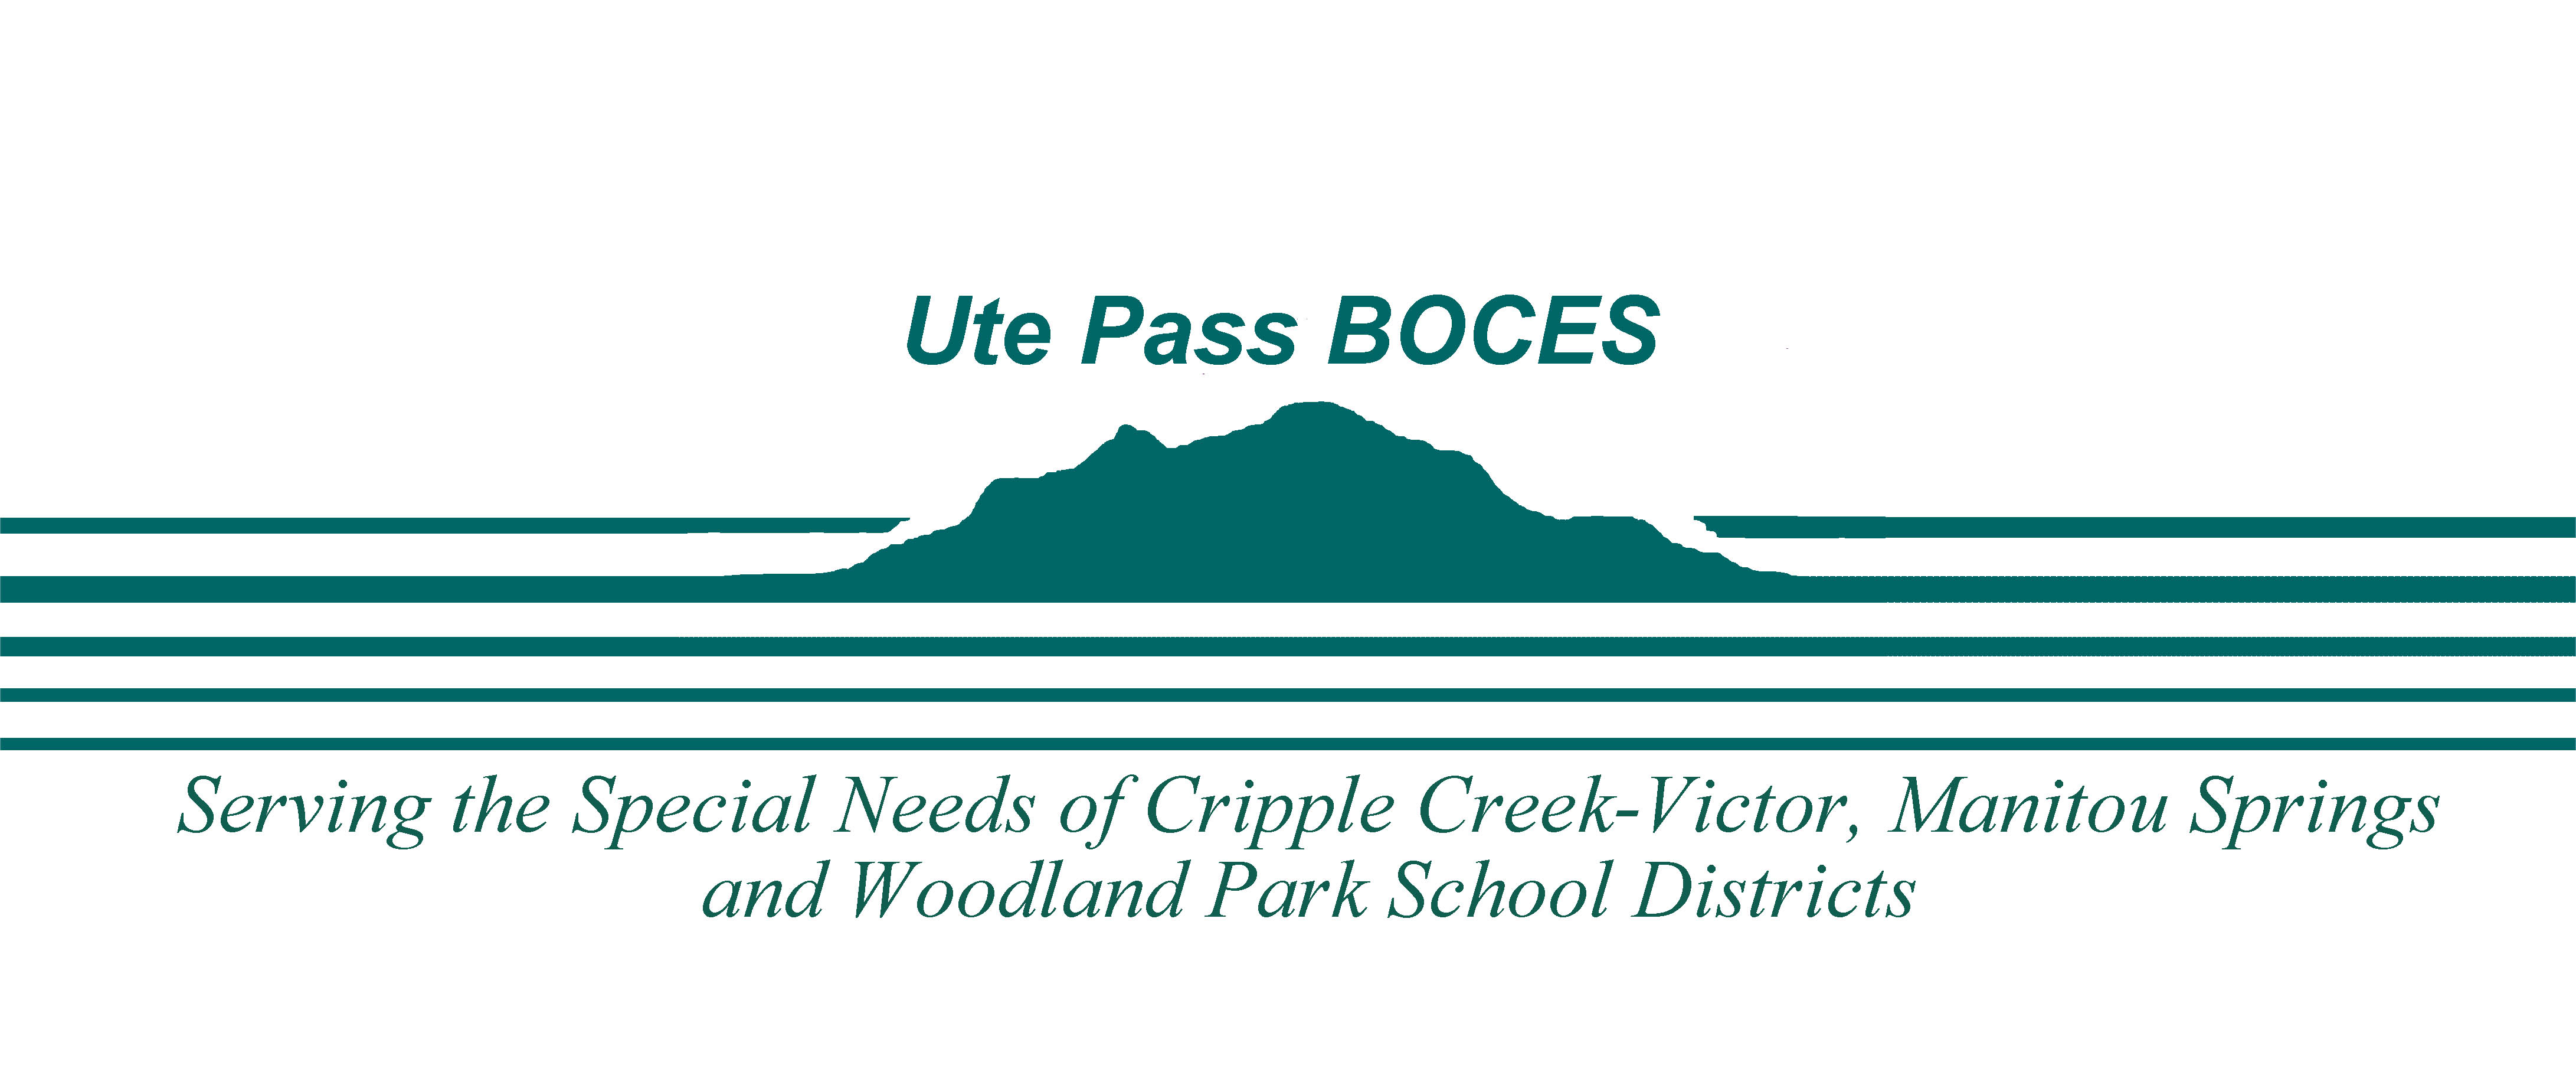 Ute Pass BOCES
Serving the Special Needs of Cripple Creek-Victor, Manitou Springs
and Woodland Park School Districts